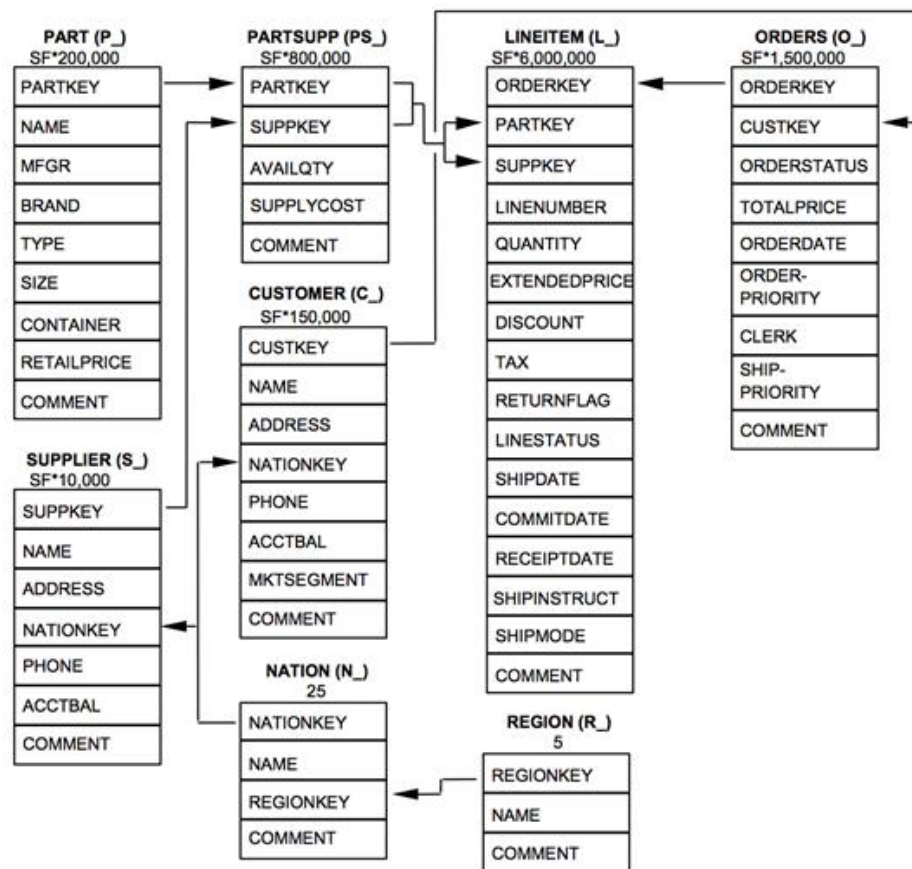 PART (P_)
SF*200,000
PARTKEY
NAME
MFGR
BRAND
TYPE
SIZE
CONTAINER
RETAILPRICE
COMMENT
SUPPLIER (S_)
SF*10,000
SUPPKEY
NAME
ADDRESS
NATIONKEY
PHONE
ACCTBAL
COMMENT
PARTSUPP (PS_)
SF*800,000
PARTKEY
SUPPKEY
AVAILQTY
SUPPLYCOST
COMMENT
CUSTOMER (C_)
SF*150,000
CUSTKEY
NAME
ADDRESS
NATIONKEY
PHONE
ACCTBAL
MKTSEGMENT
COMMENT
NATION (N_)
25
NATIONKEY
NAME
REGIONKEY
COMMENT
LINEITEM (L_)
SF*6,000,000
ORDERKEY
PARTKEY
SUPPKEY
LINENUMBER
QUANTITY
EXTENDEDPRICE
DISCOUNT
TAX
RETURNFLAG
LINESTATUS
SHIPDATE
COMMITDATE
RECEIPTDATE
SHIPINSTRUCT
SHIPMODE
COMMENT
REGION (R_)
5
REGIONKEY
NAME
COMMENT
ORDERS (O_)
SF*1,500,000
ORDERKEY
CUSTKEY
ORDERSTATUS
TOTALPRICE
ORDERDATE
ORDER-
PRIORITY
CLERK
SHIP-
PRIORITY
COMMENT